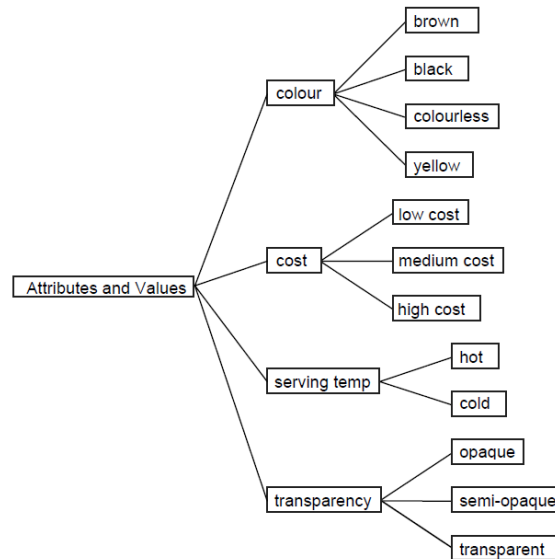 brown
black
colour
colourless
yellow
low cost
cost
medium cost
Attributes and Values
high cost
hot
serving temp
cold
opaque
transparency
semi-opaque
transparent